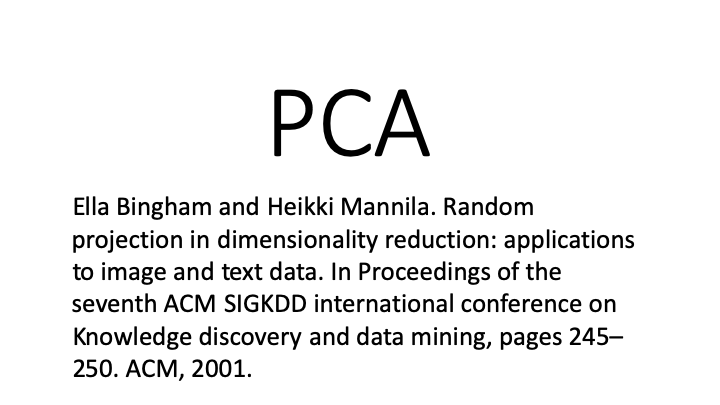 PCA
Ella Bingham and Heikki Mannila. Random
projection in dimensionality reduction: applications
to image and text data. In Proceedings of the
seventh ACM SIGKDD international conference on
Knowledge discovery and data mining, pages 245–
250. ACM, 2001.